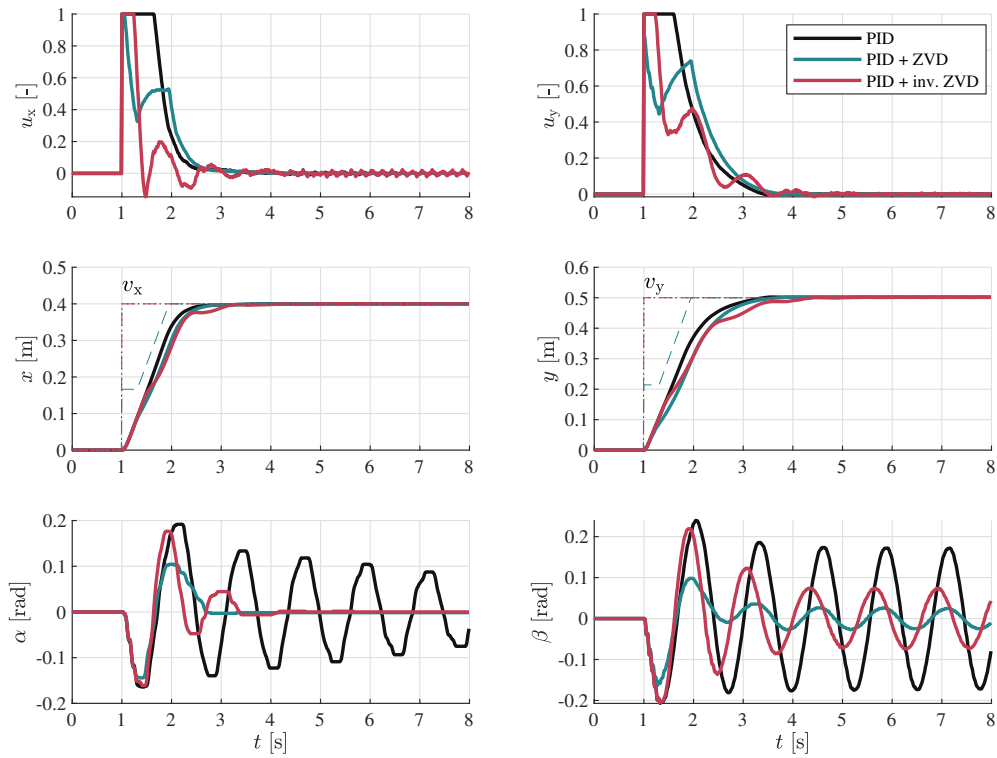 1
0.8
0.6
0.4
0.2
0
u_x [-]
0 1 2 3 4 5 6 7 8
1
0.8
0.6
0.4
0.2
0
u_y [-]
0 1 2 3 4 5 6 7 8
PID
PID + ZVD
PID + inv. ZVD
0.5
0.4
0.3
0.2
0.1
0
x [m]
v_x
0 1 2 3 4 5 6 7 8
0.6
0.5
0.4
0.3
0.2
0.1
0
y [m]
v_y
0 1 2 3 4 5 6 7 8
0.2
0.1
0
-0.1
-0.2
α [rad]
0 1 2 3 4 5 6 7 8
t [s]
0.2
0.1
0
-0.1
-0.2
β [rad]
0 1 2 3 4 5 6 7 8
t [s]